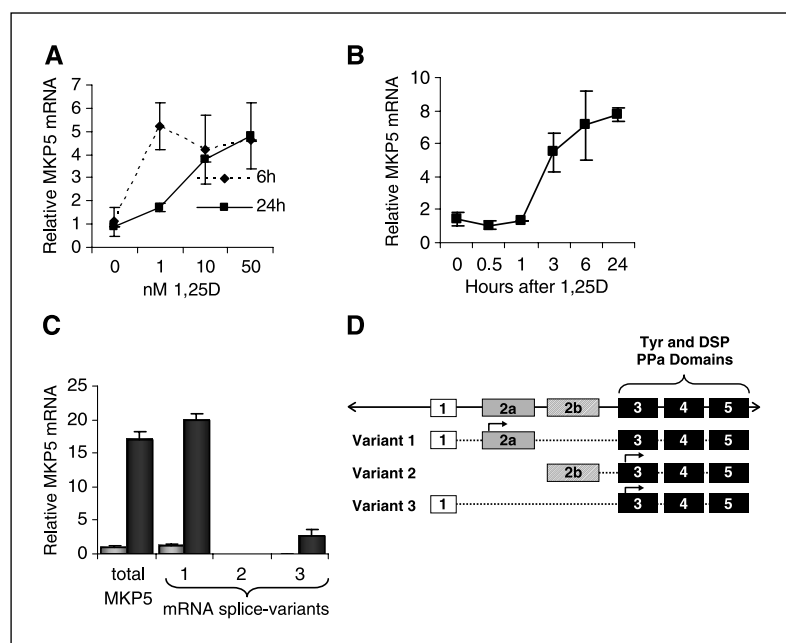 A
Relative MKP5 mRNA
7
6
5
4
3
2
1
0
0 1 10 50
nM 1,25D
6h
24h
B
Relative MKP5 mRNA
10
8
6
4
2
0
0 0.5 1 3 6 24
Hours after 1,25D
C
Relative MKP5 mRNA
25
20
15
10
5
0
total
MKP5
1 2 3
mRNA splice-variants
D
Tyr and DSP
PPa Domains
1 2a 2b 3 4 5
Variant 1 1 2a 3 4 5
Variant 2 2b 3 4 5
Variant 3 1 3 4 5